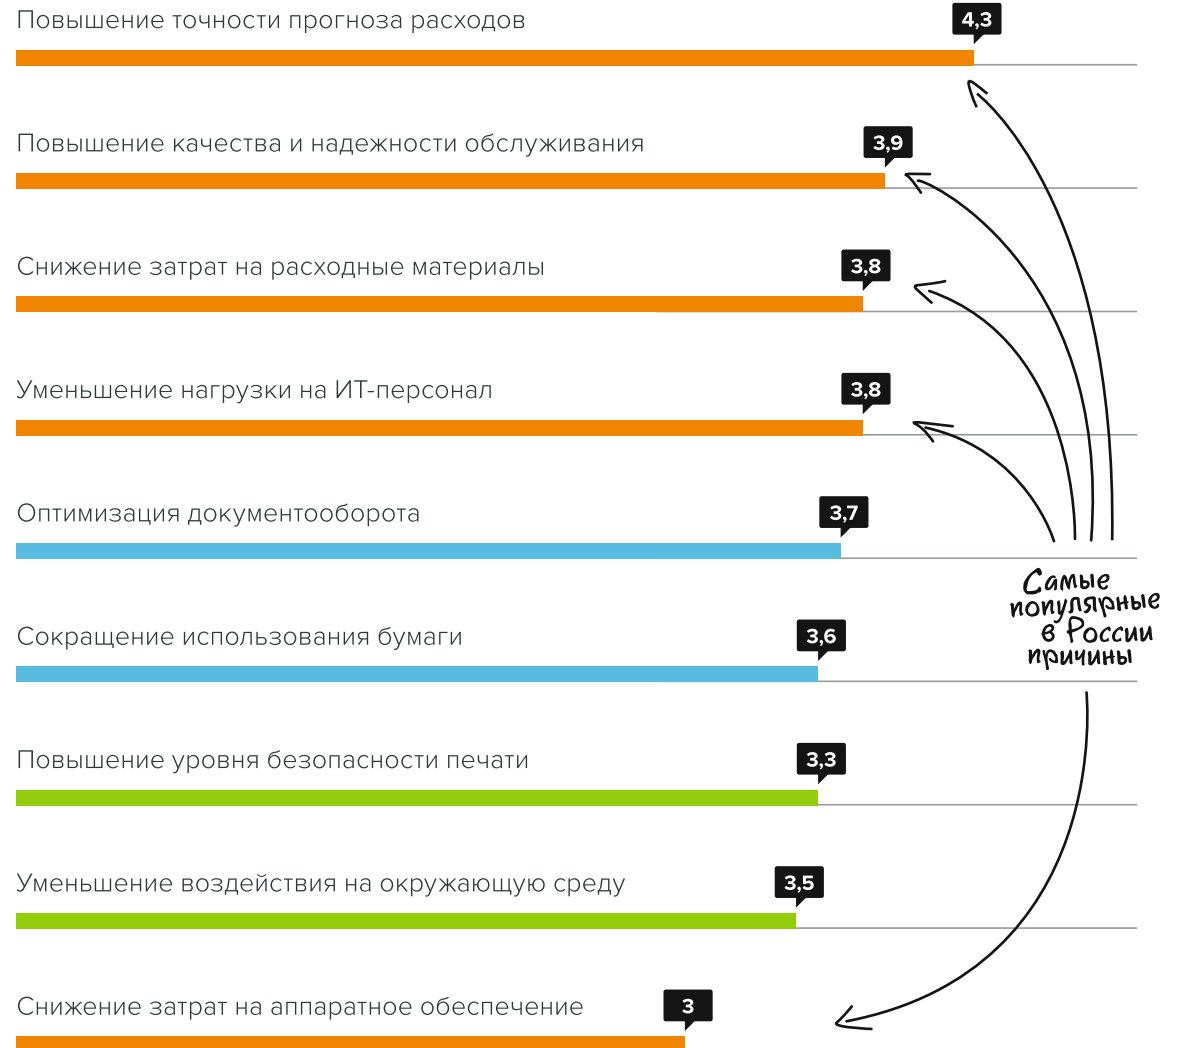 Повышение точности прогноза расходов
4,3
Повышение качества и надежности обслуживания
3,9
Снижение затрат на расходные материалы
3,8
Уменьшение нагрузки на ИТ-персонал
3,8
Оптимизация документооборота
3,7
Самые
популярные
в России
причины
Сокращение использования бумаги
3,6
Повышение уровня безопасности печати
3,3
Уменьшение воздействия на окружающую среду
3,5
Снижение затрат на аппаратное обеспечение
3